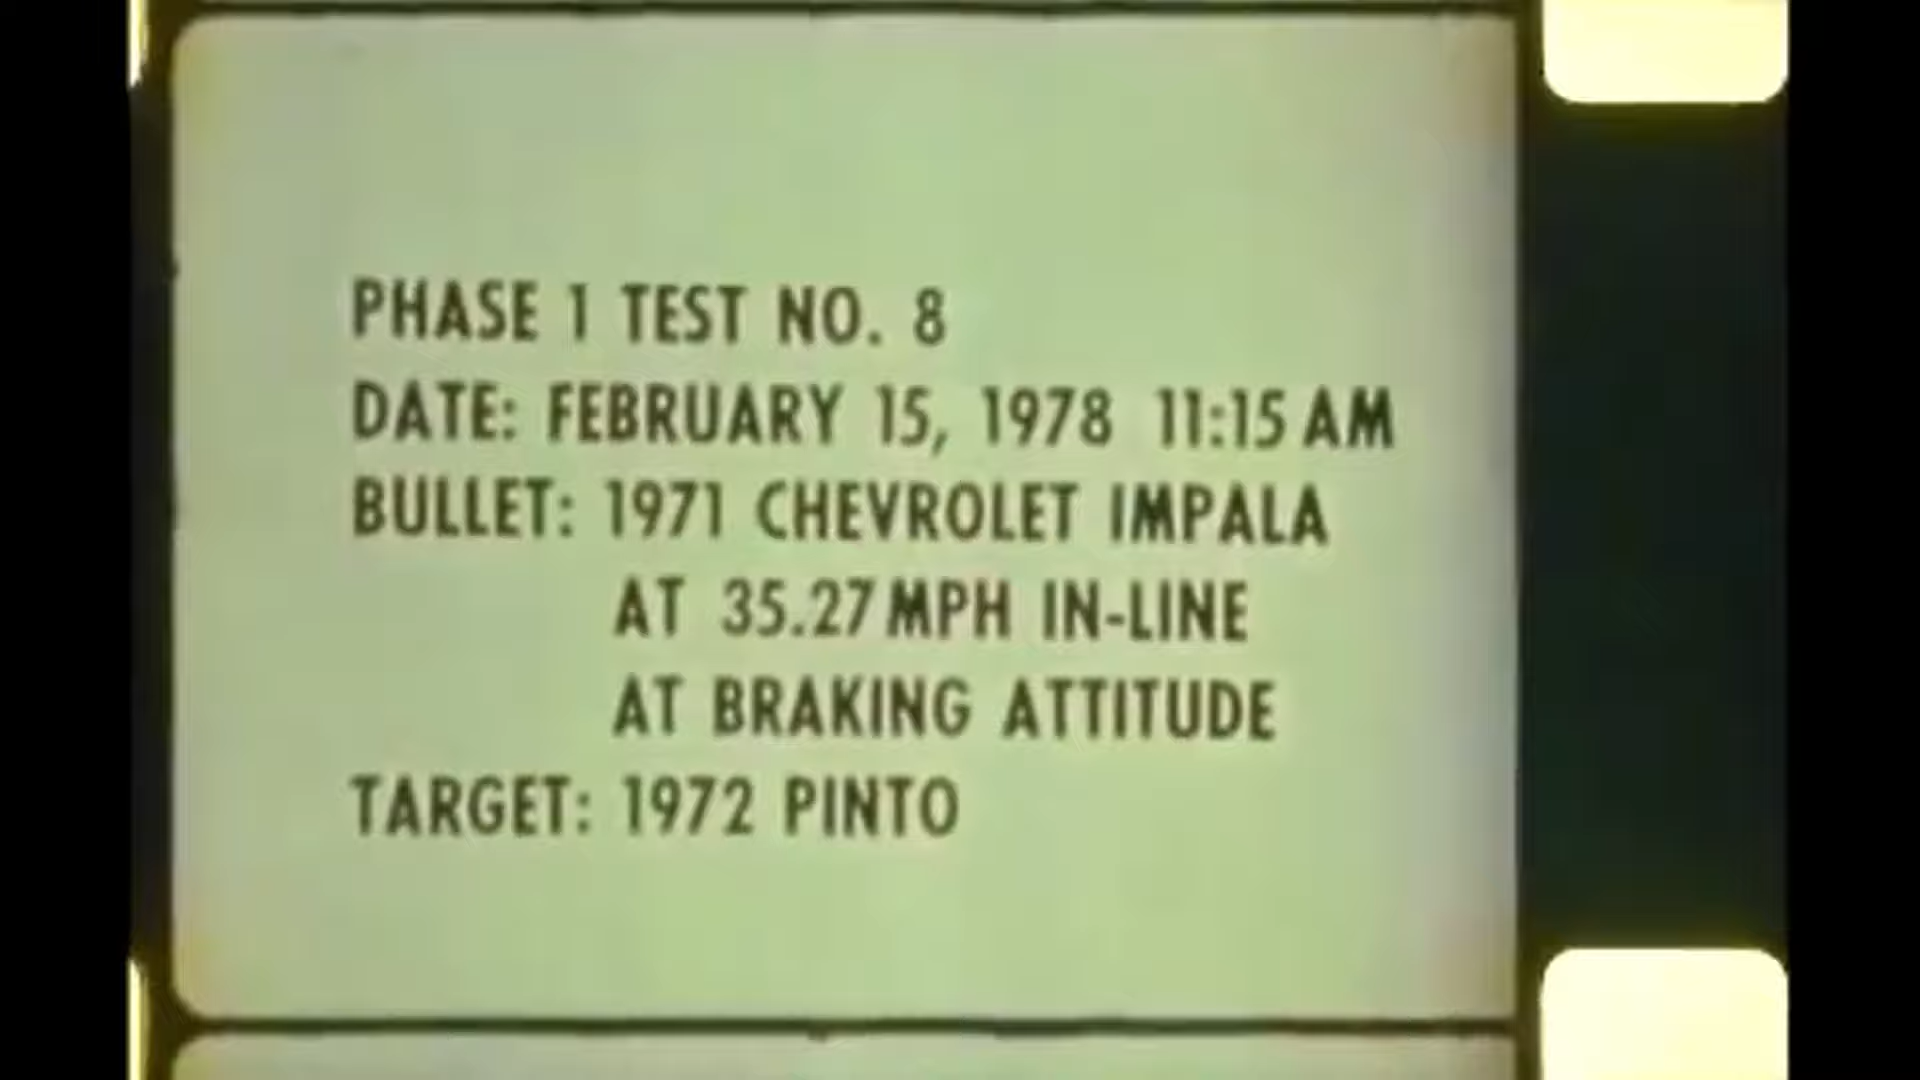 PHASE 1 TEST NO. 8
DATE: FEBRUARY 15, 1978 11:15 AM
BULLET: 1971 CHEVROLET IMPALA
AT 35.27 MPH IN-LINE
AT BRAKING ATTITUDE
TARGET: 1972 PINTO